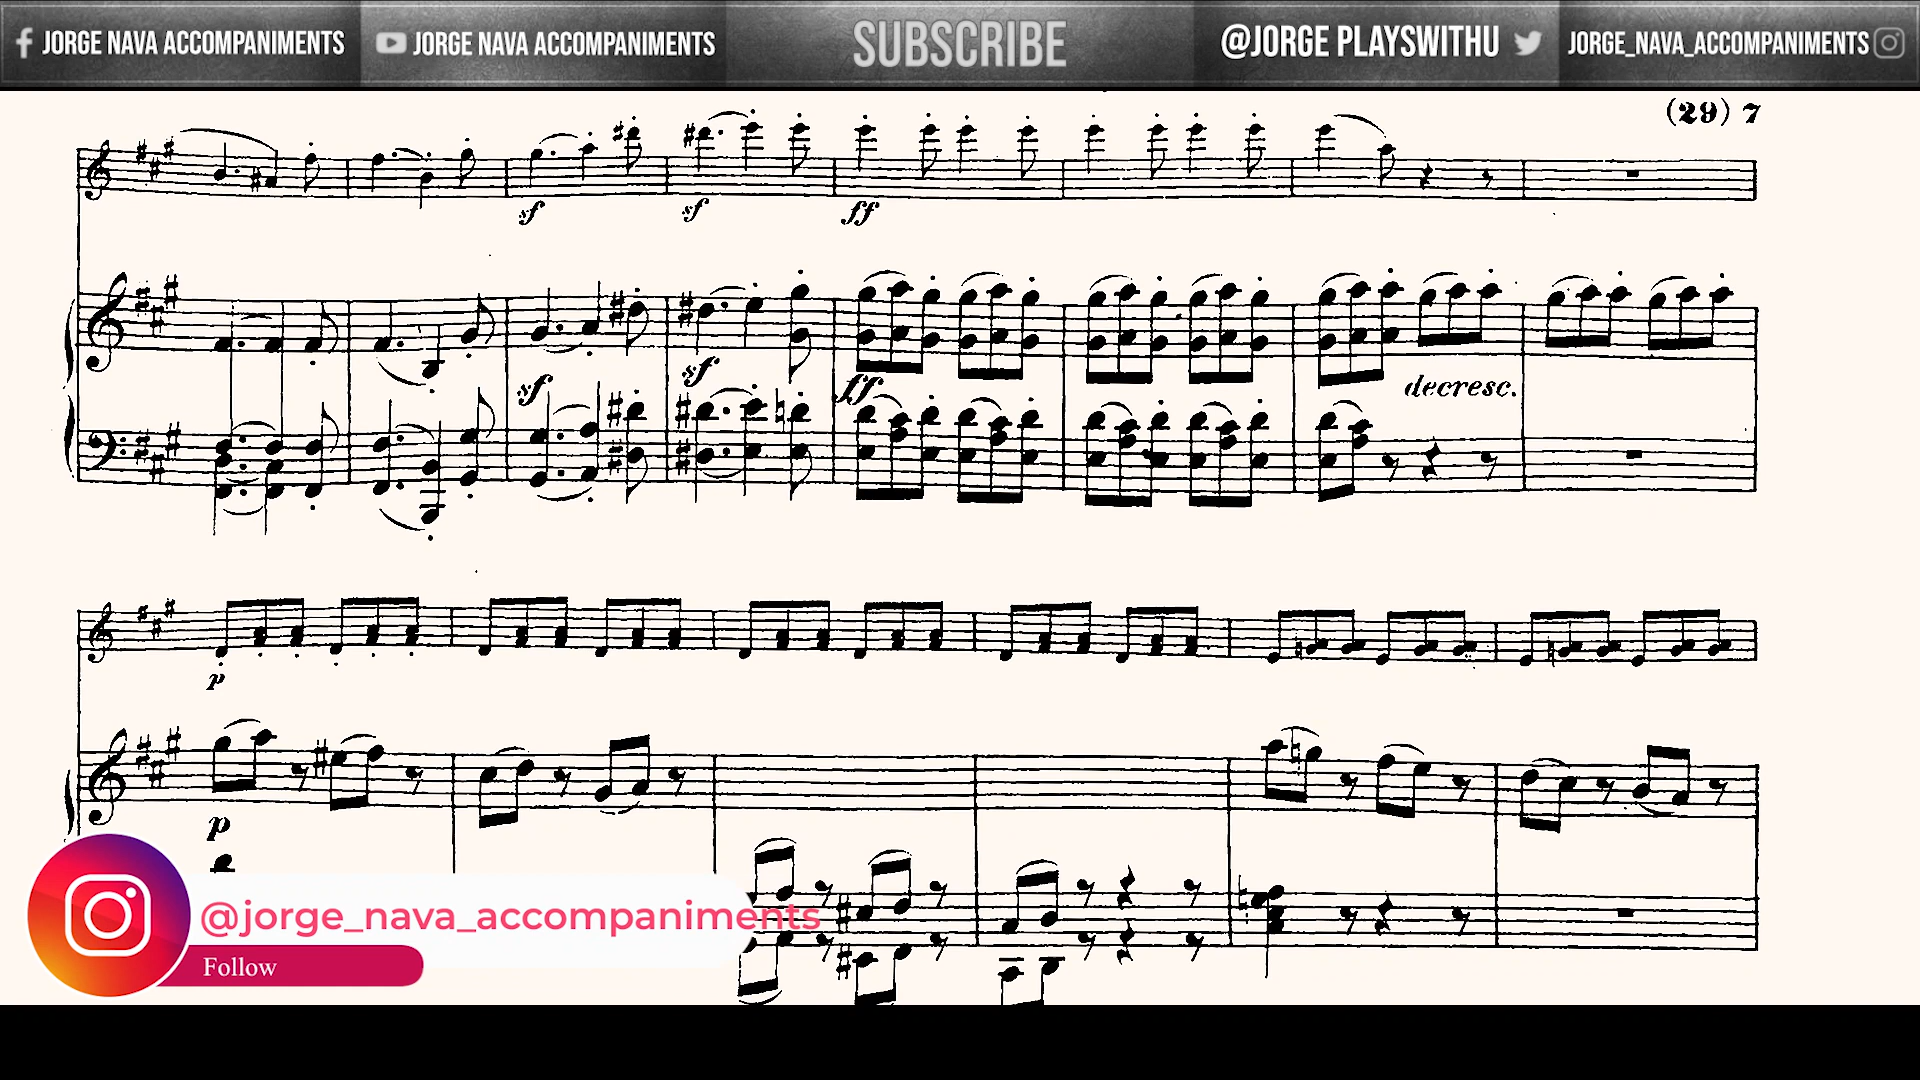 JORGE NAVA ACCOMPANIMENTS
JORGE NAVA ACCOMPANIMENTS
SUBSCRIBE
@JORGE PLAYSWITHU
JORGE_NAVA_ACCOMPANIMENTS
(29) 7
sf
sf
ff
sf
sf
ff
decresc.
p
p
@jorge_nava_accompaniments
Follow